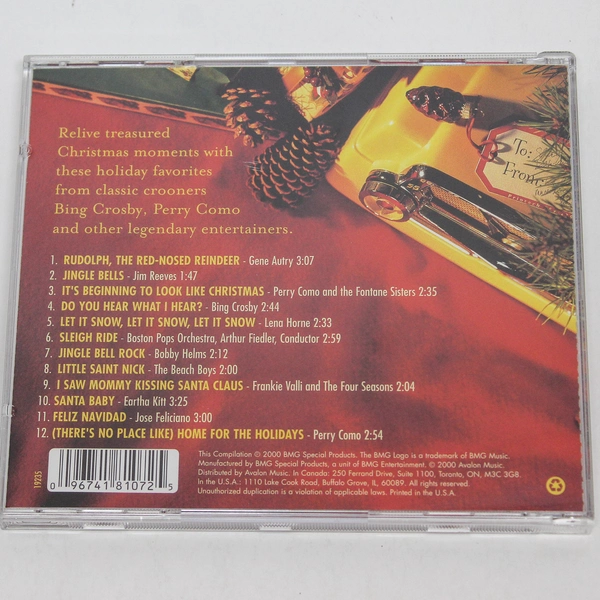 To:
From:
Relive treasured
Christmas moments with
these holiday favorites
from classic crooners
Bing Crosby, Perry Como
and other legendary entertainers.
1. RUDOLPH, THE RED-NOSED REINDEER - Gene Autry 3:07
2. JINGLE BELLS - Jim Reeves 1:47
3. IT'S BEGINNING TO LOOK LIKE CHRISTMAS - Perry Como and the Fontane Sisters 2:35
4. DO YOU HEAR WHAT I HEAR? - Bing Crosby 2:44
5. LET IT SNOW, LET IT SNOW, LET IT SNOW - Lena Horne 2:33
6. SLEIGH RIDE - Boston Pops Orchestra, Arthur Fiedler, Conductor 2:59
7. JINGLE BELL ROCK - Bobby Helms 2:12
8. LITTLE SAINT NICK - The Beach Boys 2:00
9. I SAW MOMMY KISSING SANTA CLAUS - Frankie Valli and The Four Seasons 2:04
10. SANTA BABY - Eartha Kitt 3:25
11. FELIZ NAVIDAD - Jose Feliciano 3:00
12. (THERE'S NO PLACE LIKE) HOME FOR THE HOLIDAYS - Perry Como 2:54
19235
0 96741 81072 5
This Compilation © 2000 BMG Special Products. The BMG Logo is a trademark of BMG Music.
Manufactured by BMG Special Products, a unit of BMG Entertainment. © 2000 Avalon Music.
Distributed by Avalon Music. In Canada: 250 Ferrand Drive, Suite 1100, Toronto, ON, M3C 3G8.
In the U.S.A.: 1110 Lake Cook Road, Buffalo Grove, IL, 60089. All rights reserved.
Unauthorized duplication is a violation of applicable laws. Printed in the U.S.A.